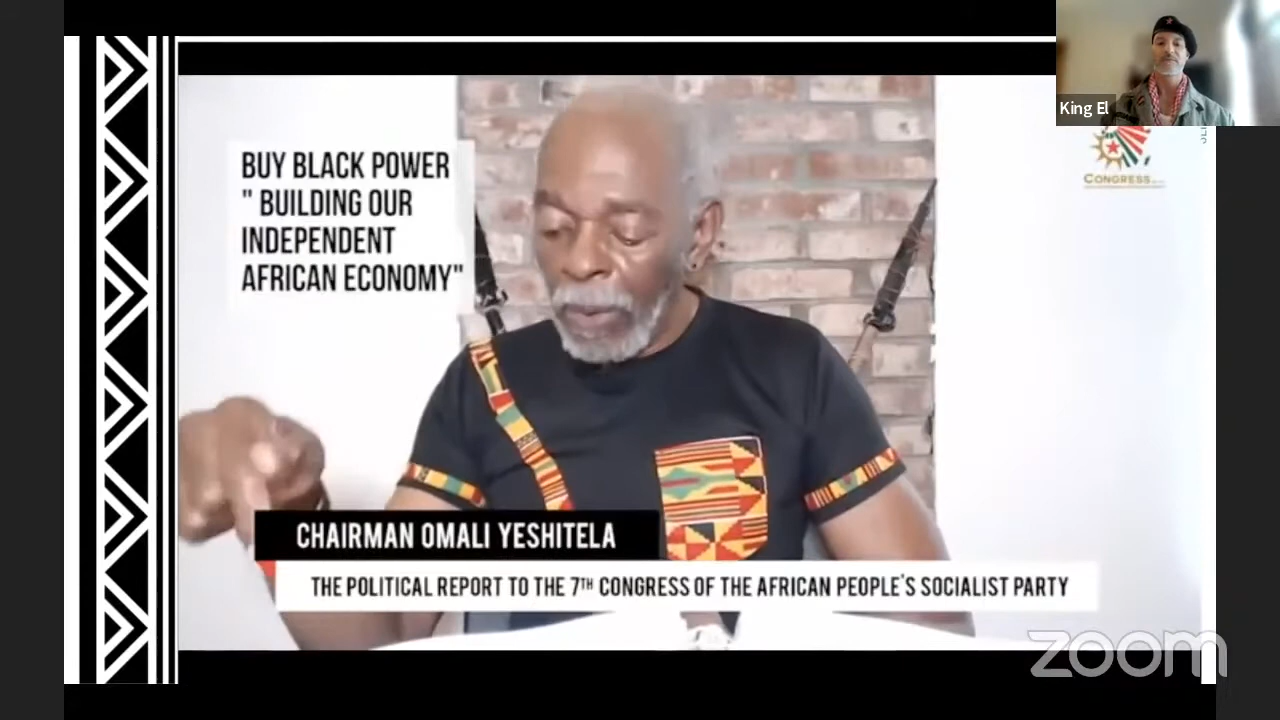 King El
CONGRESS
BUY BLACK POWER
" BUILDING OUR
INDEPENDENT
AFRICAN ECONOMY"
CHAIRMAN OMALI YESHITELA
THE POLITICAL REPORT TO THE 7TH CONGRESS OF THE AFRICAN PEOPLE'S SOCIALIST PARTY
zoom